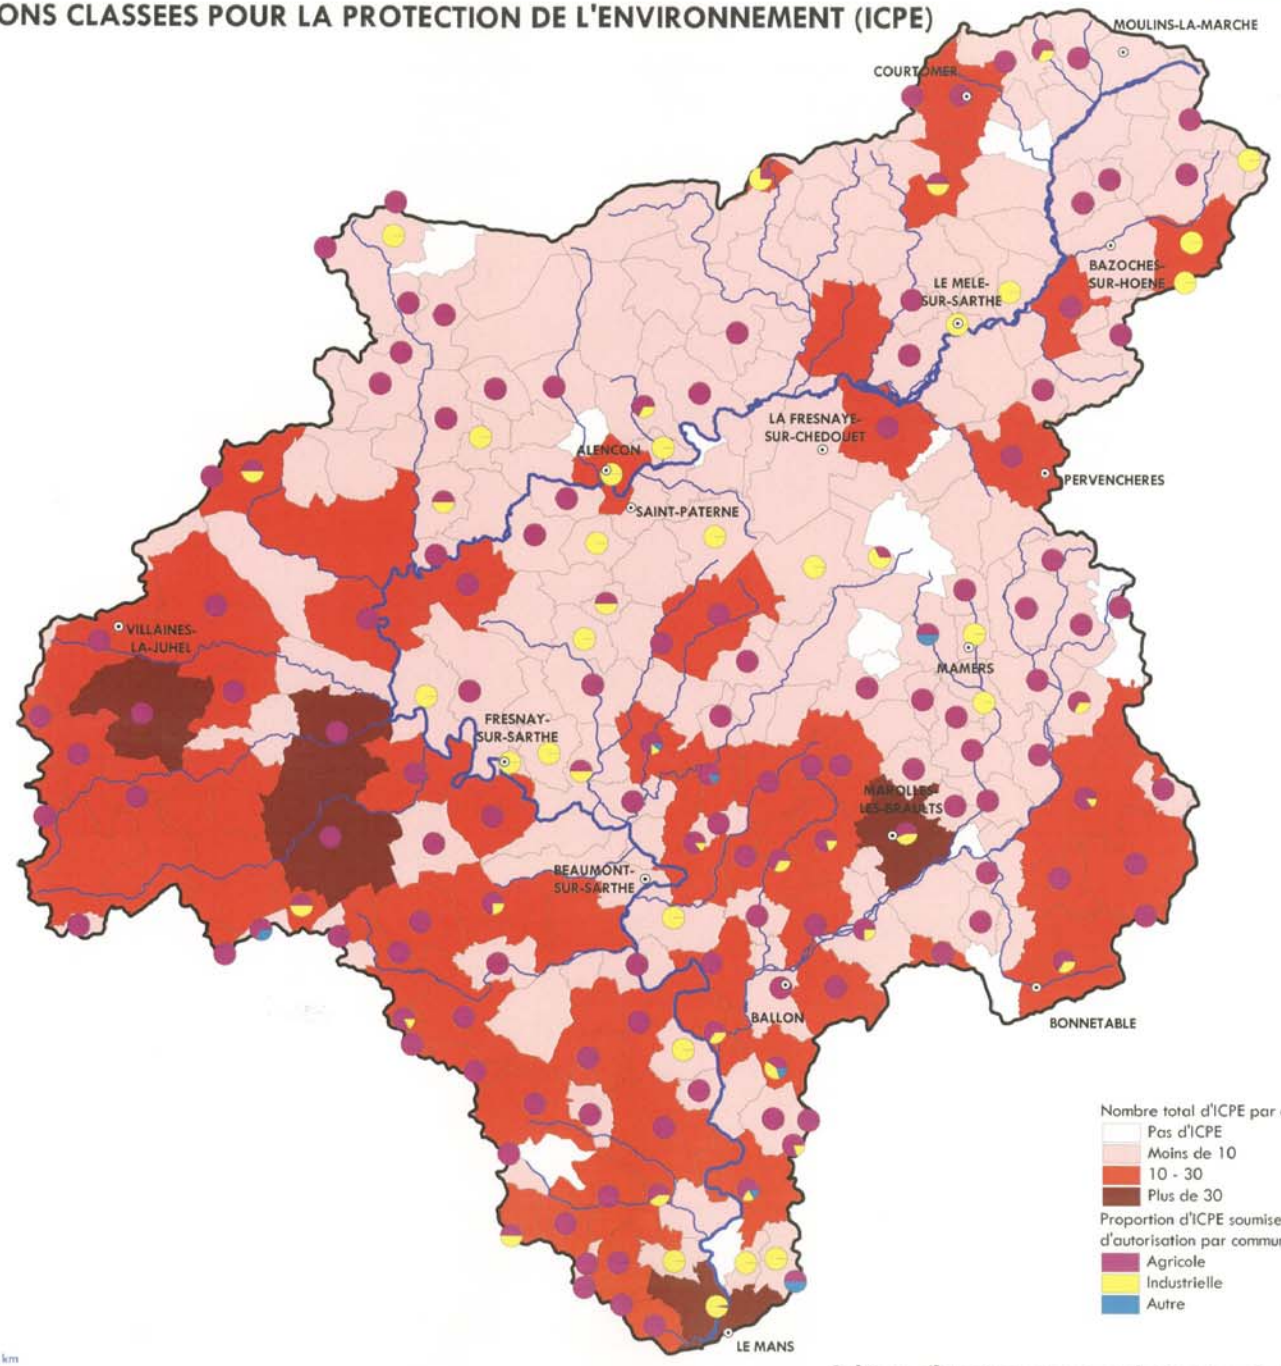 ONS CLASSEES POUR LA PROTECTION DE L'ENVIRONNEMENT (ICPE)
MOULINS-LA-MARCHE
COURTOMER
BAZOCHES-
SUR-HOENE
LE MELE-
SUR-SARTHE
LA FRESNAYE-
SUR-CHEDOUET
ALENCON
PERVENCHERES
SAINT-PATERNE
VILLAINES-
LA-JUHEL
MAMERS
FRESNAY-
SUR-SARTHE
MAROLLES-
LES-BRAULTS
BEAUMONT-
SUR-SARTHE
BALLON
BONNETABLE
Nombre total d'ICPE par
Pas d'ICPE
Moins de 10
10 - 30
Plus de 30
Proportion d'ICPE soumise
d'autorisation par commu
Agricole
Industrielle
Autre
LE MANS
km